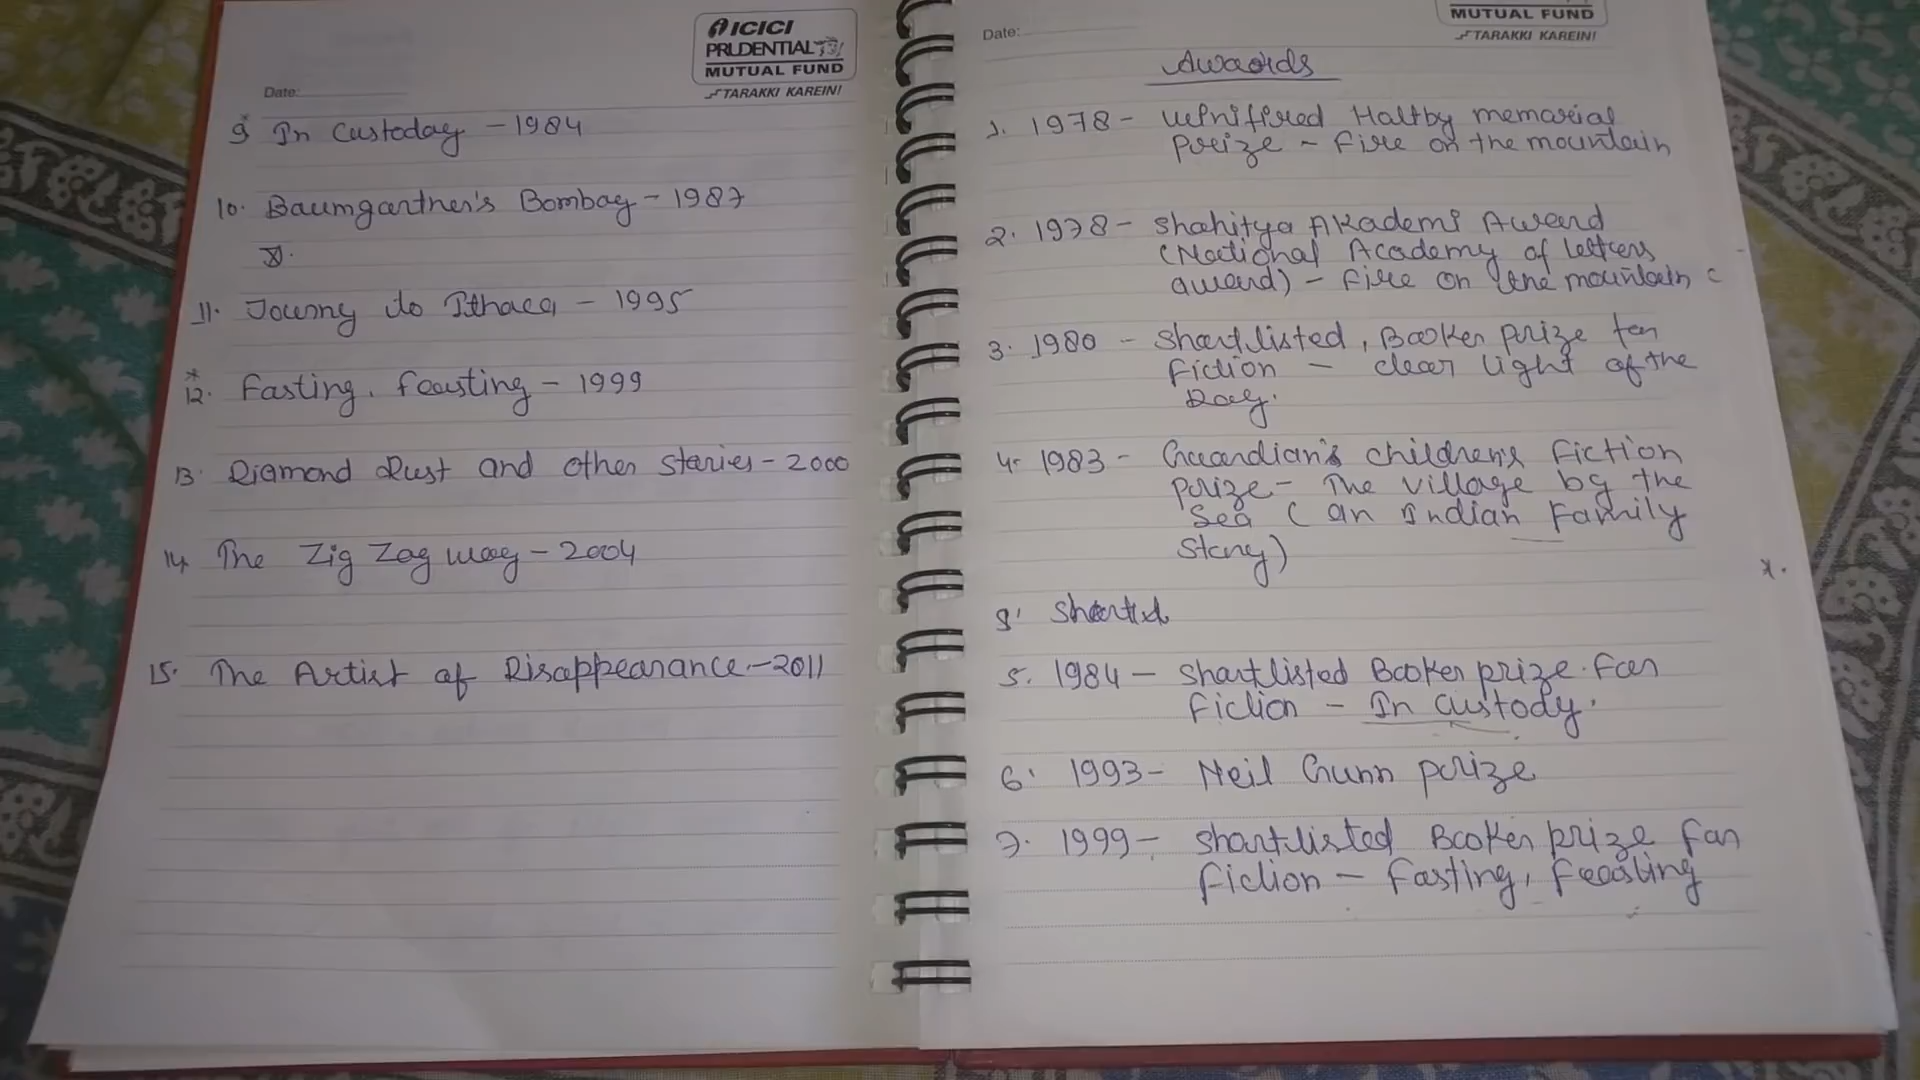 ICICI
PRUDENTIAL
MUTUAL FUND
TARAKKI KAREIN!
Date:
9 In Custoday - 1984
10. Baumgartner's Bombay - 1987
11. Journy to Ithaca - 1995
*
12. Fasting, Feasting - 1999
13. Diamond Dust and other stories - 2000
14. The Zig Zag way - 2004
15. The Artist of Disappearance - 2011
MUTUAL FUND
TARAKKI KAREIN!
Date:
Awards
1. 1978 - Winifired Haltby memorial
prize - Fire on the mountain
2. 1978 - Shahitya Akademi Award
(National Academy of letters
award) - Fire on the mountain
3. 1980 - Shortlisted, Booker prize for
fiction - clear light of the
Day.
4. 1983 - Guardian's children's fiction
prize - The village by the
Sea (an Indian Family
Story)
5. 1984 - Shortlisted Booker prize for
Fiction - In custody.
6. 1993 - Neil Gunn prize
7. 1999 - Shortlisted Booker prize for
fiction - Fasting, Feasting